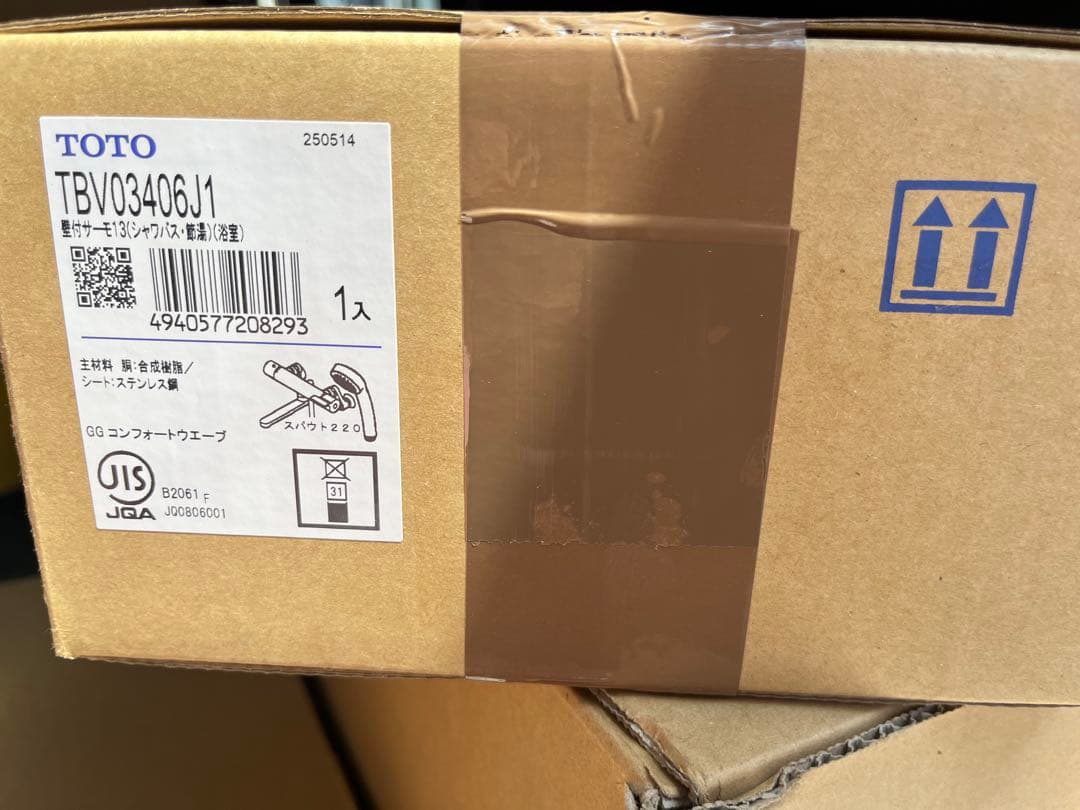 TOTO
250514
TBV03406J1
壁付サーモ13(シャワバス・節湯)(浴室)
4940577208293
1入
主材料 胴:合成樹脂/
シート:ステンレス鋼
スパウト220
GG コンフォートウエーブ
JIS
B2061 F
JQA
JQ0806001
31